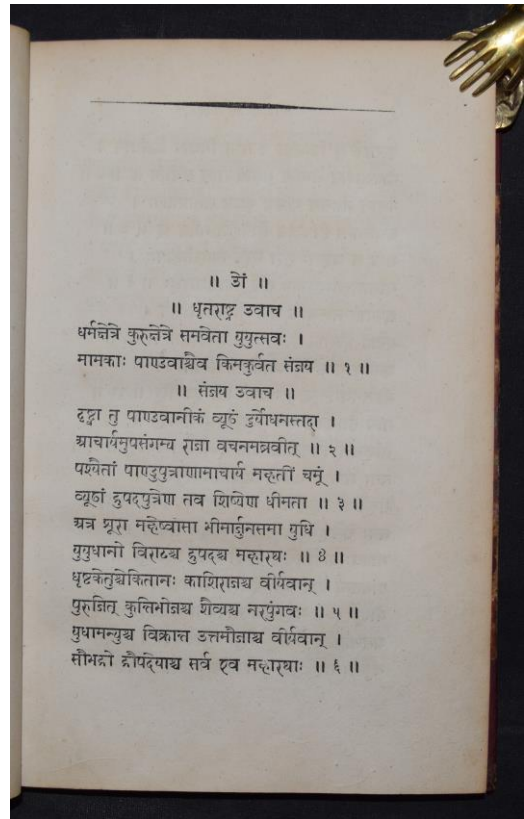 ॥ ॐ ॥
॥ धृतराष्ट्र उवाच ॥
धर्मक्षेत्रे कुरुक्षेत्रे समवेता युयुत्सवः ।
मामकाः पाण्डवाश्चैव किमकुर्वत संजय ॥ १ ॥
॥ संजय उवाच ॥
दृष्ट्वा तु पाण्डवानीकं व्यूढं दुर्योधनस्तदा ।
आचार्यमुपसंगम्य राजा वचनमब्रवीत् ॥ २ ॥
पश्यैतां पाण्डुपुत्राणामाचार्य महतीं चमूं ।
व्यूढां द्रुपदपुत्रेण तव शिष्येण धीमता ॥ ३ ॥
अत्र शूरा महेष्वासा भीमार्जुनसमा युधि ।
युयुधानो विराटश्च द्रुपदश्च महारथः ॥ ४ ॥
धृष्टकेतुश्चेकितानः काशिराजश्च वीर्यवान् ।
पुरुजित् कुन्तिभोजश्च शैव्यश्च नरपुंगवः ॥ ५ ॥
युधामन्युश्च विक्रान्त उत्तमौजाश्च वीर्यवान् ।
सौभद्रो द्रौपदेयाश्च सर्व एव महारथाः ॥ ६ ॥